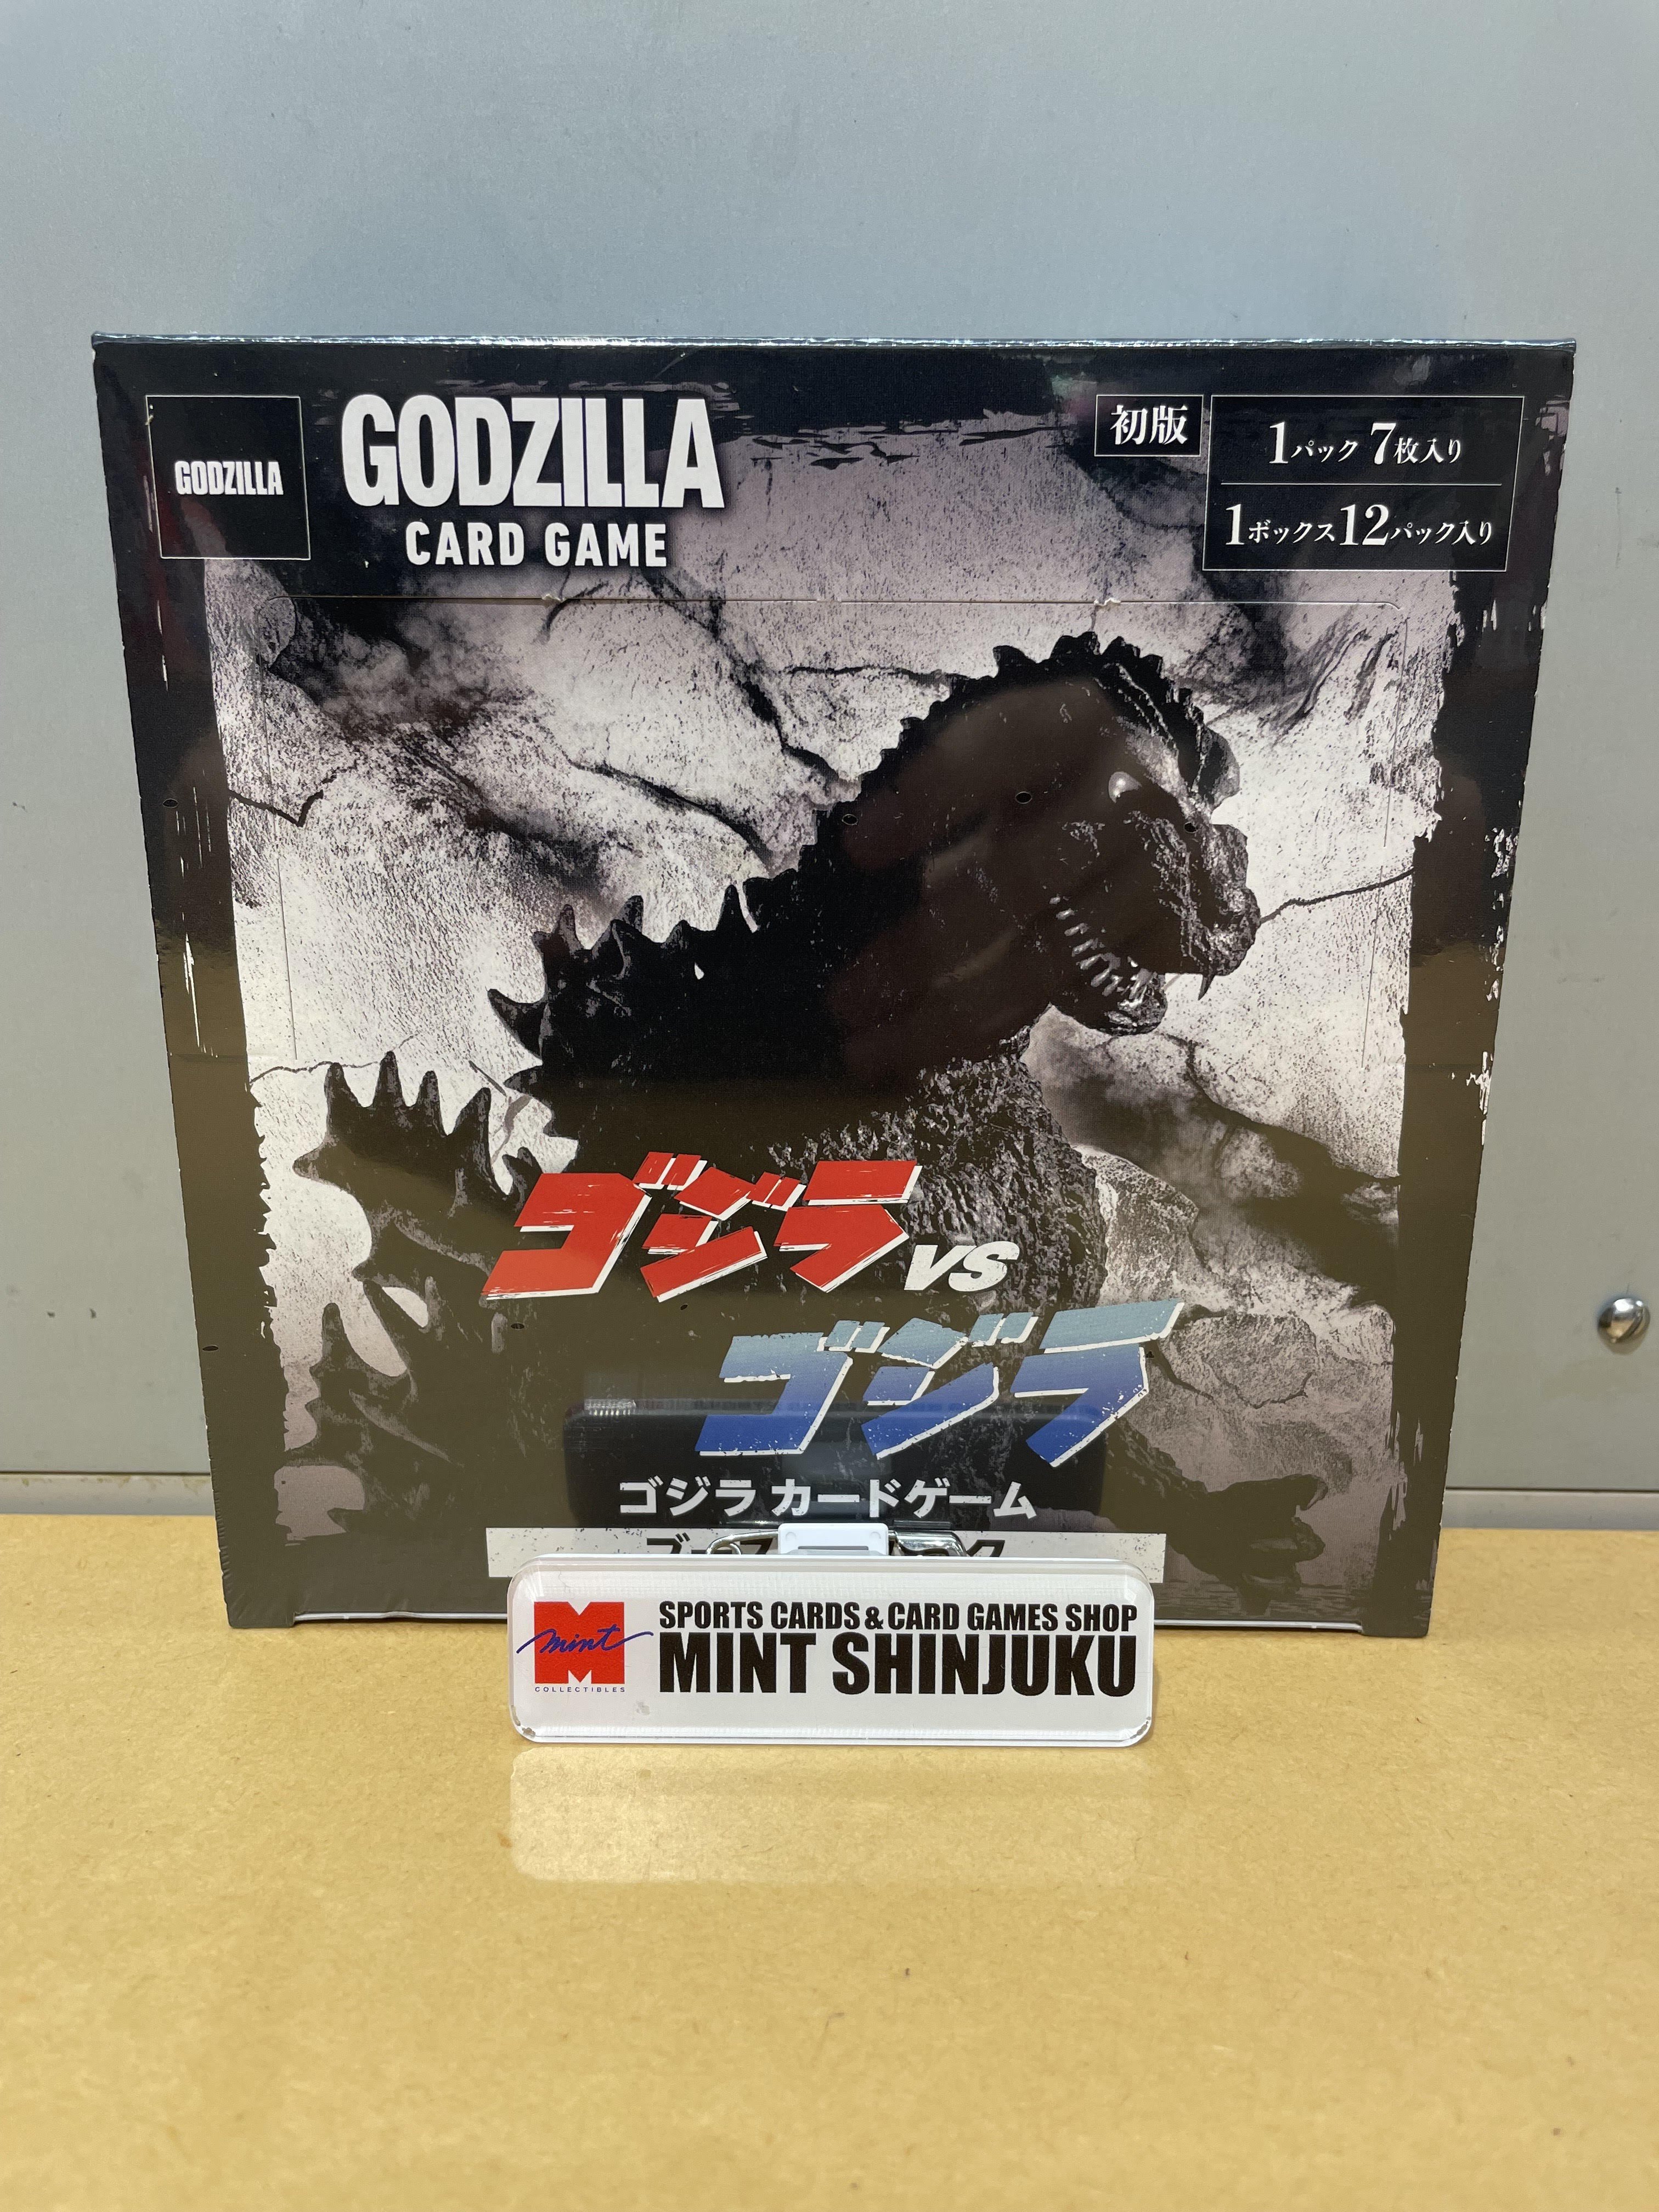 GODZILLA
GODZILLA
CARD GAME
初版
1パック 7枚入り
1ボックス12パック入り
ゴジラ VS
ゴジラ
ゴジラ カードゲーム
SPORTS CARDS & CARD GAMES SHOP
mint
MINT SHINJUKU
COLLECTIBLES